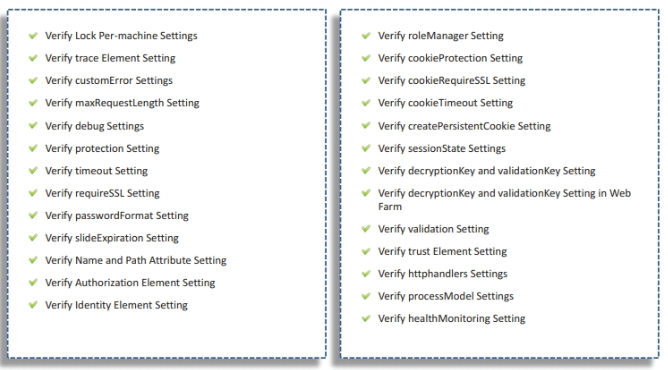 Verify Lock Per-machine Settings
Verify trace Element Setting
Verify customError Settings
Verify maxRequestLength Setting
Verify debug Settings
Verify protection Setting
Verify timeout Setting
Verify requireSSL Setting
Verify passwordFormat Setting
Verify slideExpiration Setting
Verify Name and Path Attribute Setting
Verify Authorization Element Setting
Verify Identity Element Setting
Verify roleManager Setting
Verify cookieProtection Setting
Verify cookieRequireSSL Setting
Verify cookieTimeout Setting
Verify createPersistentCookie Setting
Verify sessionState Settings
Verify decryptionKey and validationKey Setting
Verify decryptionKey and validationKey Setting in Web
Farm
Verify validation Setting
Verify trust Element Setting
Verify httphandlers Settings
Verify processModel Settings
Verify healthMonitoring Setting